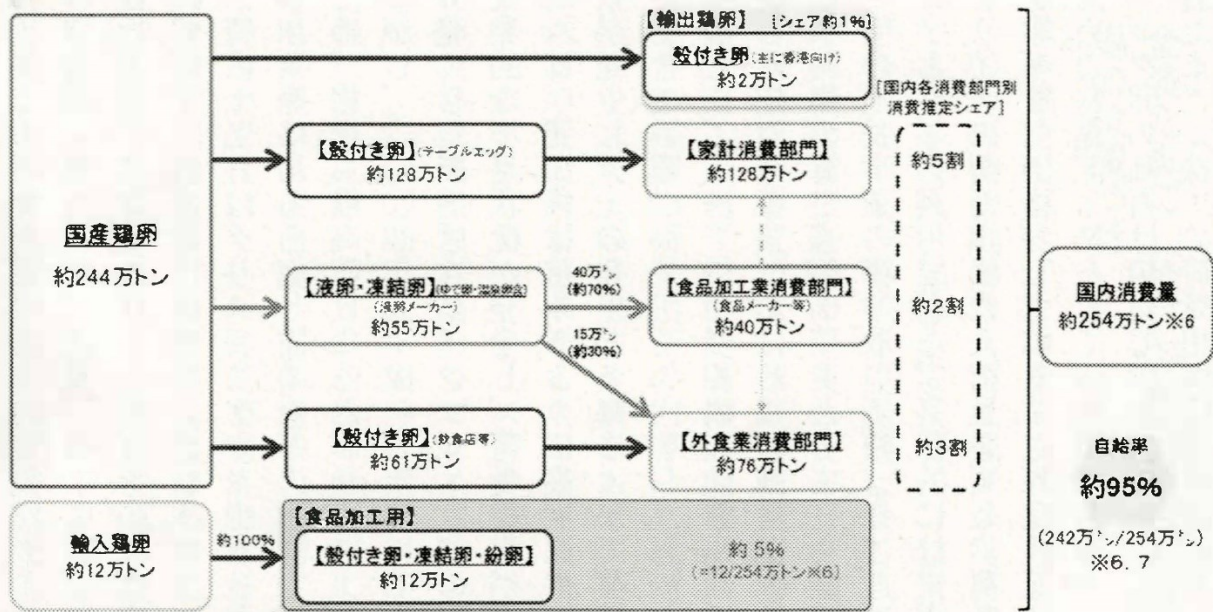 【輸出鶏卵】 [シェア約1%]
殻付き卵(主に香港向け)
約2万トン
[国内各消費部門別
消費推定シェア]
国産鶏卵
約244万トン
【殻付き卵】(テーブルエッグ)
約128万トン
【家計消費部門】
約128万トン
約5割
【液卵・凍結卵】(ゆで卵・温泉卵含)
(液卵メーカー)
約55万トン
40万㌧
(約70%)
15万㌧
(約30%)
【食品加工業消費部門】
(食品メーカー等)
約40万トン
約2割
国内消費量
約254万トン※6
【殻付き卵】(飲食店等)
約61万トン
【外食業消費部門】
約76万トン
約3割
自給率
約95%
(242万㌧/254万㌧)
※6. 7
輸入鶏卵
約12万トン
約100%
【食品加工用】
【殻付き卵・凍結卵・粉卵】
約12万トン
約 5%
(=12/254万トン※6)